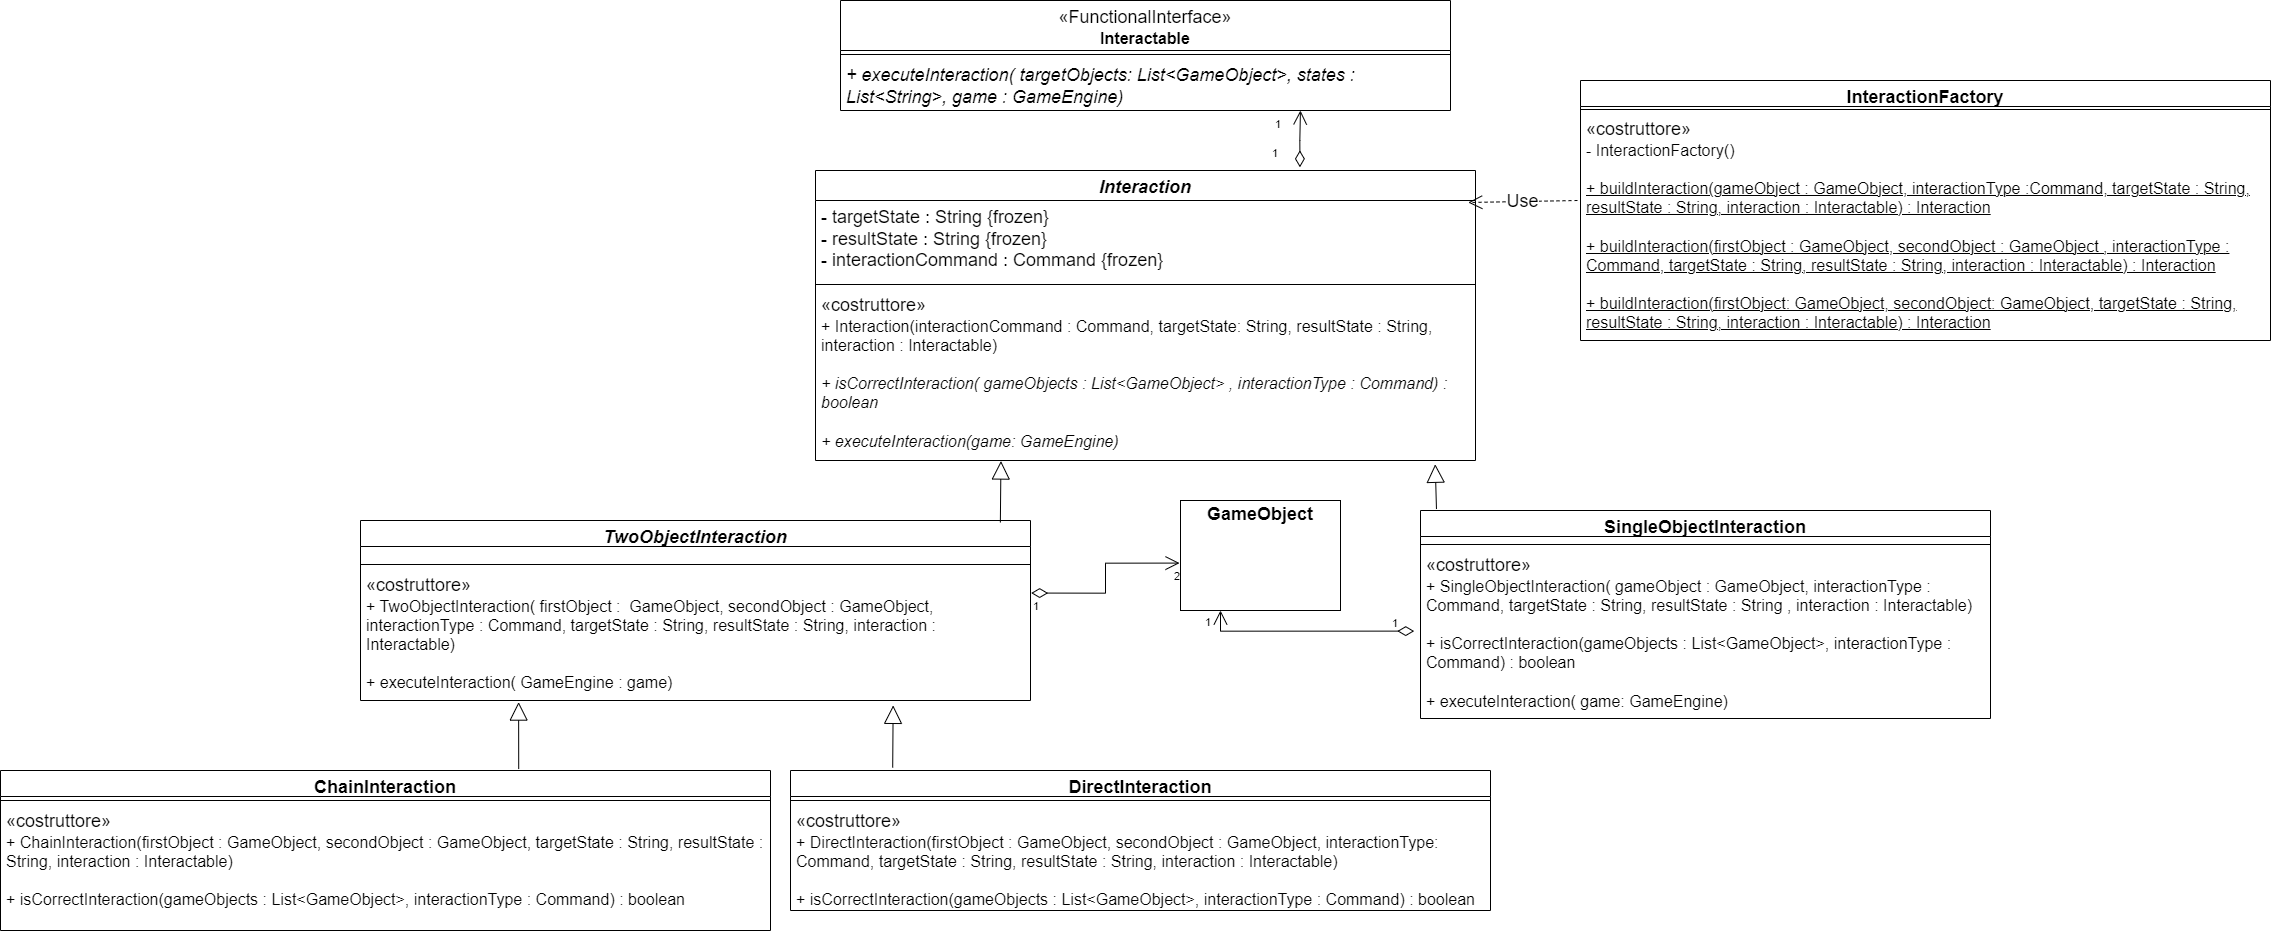 «FunctionalInterface»
Interactable
+ executeInteraction( targetObjects: List<GameObject>, states :
List<String>, game : GameEngine)
1
1
InteractionFactory
«costruttore»
- InteractionFactory()
+ buildInteraction(gameObject : GameObject, interactionType :Command, targetState : String,
resultState : String, interaction : Interactable) : Interaction
+ buildInteraction(firstObject : GameObject, secondObject : GameObject , interactionType :
Command, targetState : String, resultState : String, interaction : Interactable) : Interaction
+ buildInteraction(firstObject: GameObject, secondObject: GameObject, targetState : String,
resultState : String, interaction : Interactable) : Interaction
Use
Interaction
- targetState : String {frozen}
- resultState : String {frozen}
- interactionCommand : Command {frozen}
«costruttore»
+ Interaction(interactionCommand : Command, targetState: String, resultState : String,
interaction : Interactable)
+ isCorrectInteraction( gameObjects : List<GameObject> , interactionType : Command) :
boolean
+ executeInteraction(game: GameEngine)
TwoObjectInteraction
«costruttore»
+ TwoObjectInteraction( firstObject :  GameObject, secondObject : GameObject,
interactionType : Command, targetState : String, resultState : String, interaction :
Interactable)
+ executeInteraction( GameEngine : game)
1
2
GameObject
1
1
SingleObjectInteraction
«costruttore»
+ SingleObjectInteraction( gameObject : GameObject, interactionType :
Command, targetState : String, resultState : String , interaction : Interactable)
+ isCorrectInteraction(gameObjects : List<GameObject>, interactionType :
Command) : boolean
+ executeInteraction( game: GameEngine)
ChainInteraction
«costruttore»
+ ChainInteraction(firstObject : GameObject, secondObject : GameObject, targetState : String, resultState :
String, interaction : Interactable)
+ isCorrectInteraction(gameObjects : List<GameObject>, interactionType : Command) : boolean
DirectInteraction
«costruttore»
+ DirectInteraction(firstObject : GameObject, secondObject : GameObject, interactionType:
Command, targetState : String, resultState : String, interaction : Interactable)
+ isCorrectInteraction(gameObjects : List<GameObject>, interactionType : Command) : boolean